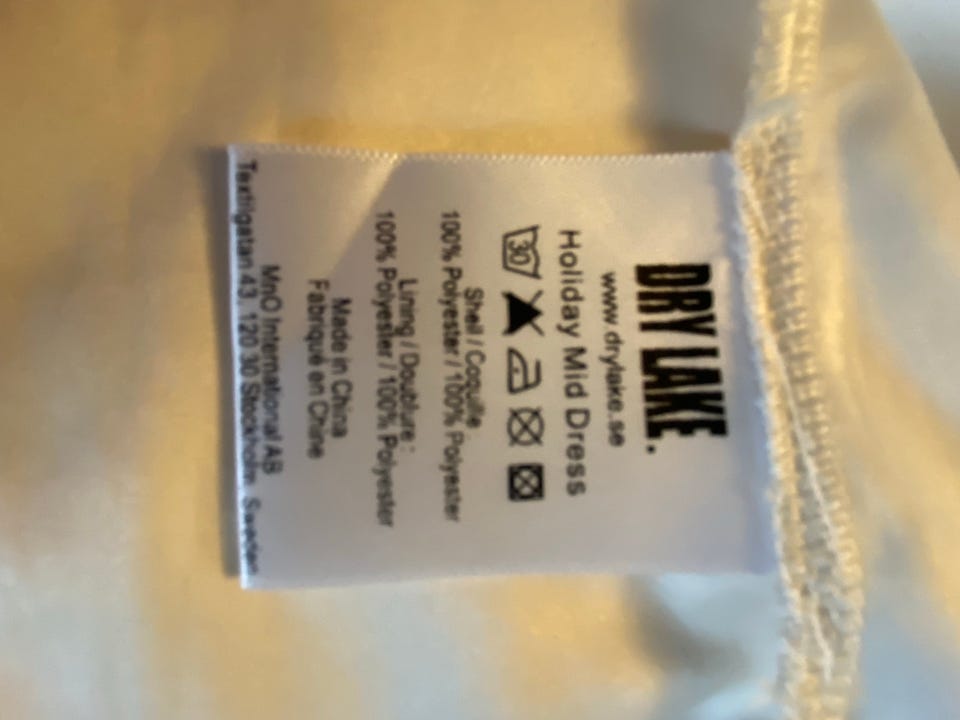 DRY LAKE.
www.drylake.se
Holiday Mid Dress
30
Shell / Coquille
100% Polyester / 100% Polyester
Lining / Doublure :
100% Polyester / 100% Polyester
Made in China
Fabriqué en Chine
MnO International AB
Textilgatan 43, 120 30 Stockholm, Sweden